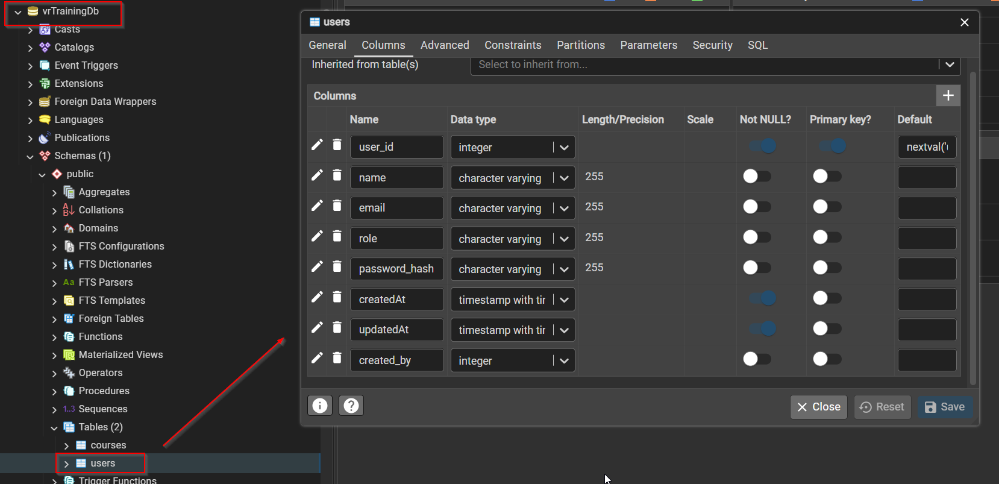 vrTrainingDb
Casts
Catalogs
Event Triggers
Extensions
Foreign Data Wrappers
Languages
Publications
Schemas (1)
public
Aggregates
Collations
Domains
FTS Configurations
FTS Dictionaries
Aa FTS Parsers
FTS Templates
Foreign Tables
Functions
Materialized Views
Operators
Procedures
1..3 Sequences
Tables (2)
courses
users
Trigger Functions
users
General Columns Advanced Constraints Partitions Parameters Security SQL
Inherited from table(s) Select to inherit from...
Columns
Name Data type Length/Precision Scale Not NULL? Primary key? Default
user_id integer nextval('
name character varying 255
email character varying 255
role character varying 255
password_hash character varying 255
createdAt timestamp with tir
updatedAt timestamp with tir
created_by integer
Close Reset Save